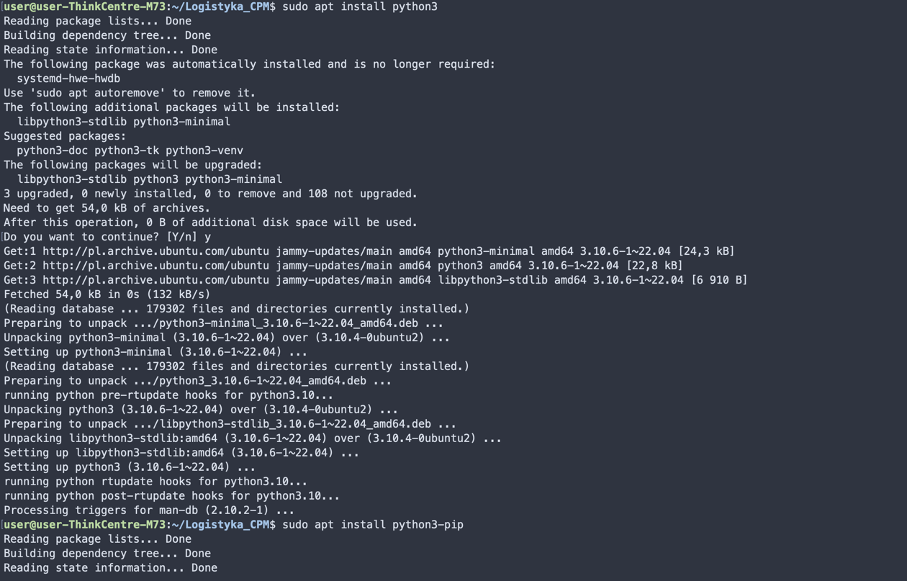 user@user-ThinkCentre-M73:~/Logistyka_CPM$ sudo apt install python3
Reading package lists... Done
Building dependency tree... Done
Reading state information... Done
The following package was automatically installed and is no longer required:
  systemd-hwe-hwdb
Use 'sudo apt autoremove' to remove it.
The following additional packages will be installed:
  libpython3-stdlib python3-minimal
Suggested packages:
  python3-doc python3-tk python3-venv
The following packages will be upgraded:
  libpython3-stdlib python3 python3-minimal
3 upgraded, 0 newly installed, 0 to remove and 108 not upgraded.
Need to get 54,0 kB of archives.
After this operation, 0 B of additional disk space will be used.
Do you want to continue? [Y/n] y
Get:1 http://pl.archive.ubuntu.com/ubuntu jammy-updates/main amd64 python3-minimal amd64 3.10.6-1~22.04 [24,3 kB]
Get:2 http://pl.archive.ubuntu.com/ubuntu jammy-updates/main amd64 python3 amd64 3.10.6-1~22.04 [22,8 kB]
Get:3 http://pl.archive.ubuntu.com/ubuntu jammy-updates/main amd64 libpython3-stdlib amd64 3.10.6-1~22.04 [6 910 B]
Fetched 54,0 kB in 0s (132 kB/s)
(Reading database ... 179302 files and directories currently installed.)
Preparing to unpack .../python3-minimal_3.10.6-1~22.04_amd64.deb ...
Unpacking python3-minimal (3.10.6-1~22.04) over (3.10.4-0ubuntu2) ...
Setting up python3-minimal (3.10.6-1~22.04) ...
(Reading database ... 179302 files and directories currently installed.)
Preparing to unpack .../python3_3.10.6-1~22.04_amd64.deb ...
running python pre-rtupdate hooks for python3.10...
Unpacking python3 (3.10.6-1~22.04) over (3.10.4-0ubuntu2) ...
Preparing to unpack .../libpython3-stdlib_3.10.6-1~22.04_amd64.deb ...
Unpacking libpython3-stdlib:amd64 (3.10.6-1~22.04) over (3.10.4-0ubuntu2) ...
Setting up libpython3-stdlib:amd64 (3.10.6-1~22.04) ...
Setting up python3 (3.10.6-1~22.04) ...
running python rtupdate hooks for python3.10...
running python post-rtupdate hooks for python3.10...
Processing triggers for man-db (2.10.2-1) ...
user@user-ThinkCentre-M73:~/Logistyka_CPM$ sudo apt install python3-pip
Reading package lists... Done
Building dependency tree... Done
Reading state information... Done